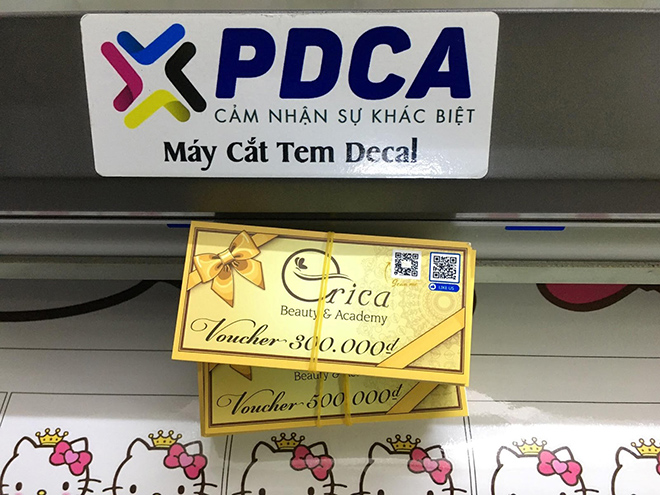 PDCA
CẢM NHẬN SỰ KHÁC BIỆT
Máy Cắt Tem Decal
Orica
Beauty & Academy
LIKE US
Voucher 300.000đ
Beauty &
Voucher 500.000đ